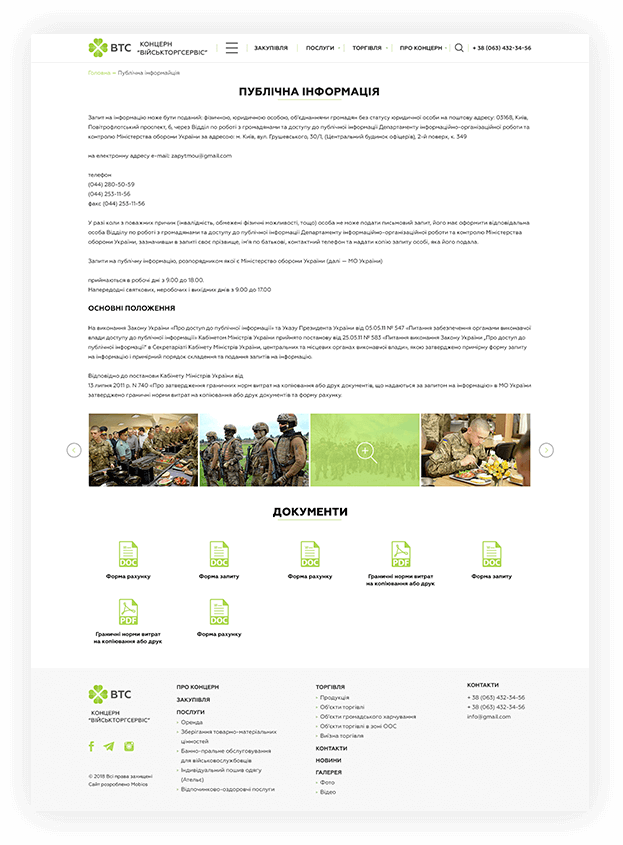 ВТС
КОНЦЕРН
"ВІЙСЬКТОРГСЕРВІС"
ЗАКУПІВЛЯ
ПОСЛУГИ
ТОРГІВЛЯ
ПРО КОНЦЕРН
+ 38 (063) 432-34-56
Головна — Публічна інформайція
ПУБЛІЧНА ІНФОРМАЦІЯ
Запит на інформацію може бути поданий: фізичною, юридичною особою, об'єднаннями громадян без статусу юридичної особи на поштову адресу: 03168, Київ,
Повітрофлотський проспект, 6, через Відділ по роботі з громадянами та доступу до публічної інформації Департаменту інформаційно-організаційної роботи та
контролю Міністерства оборони України за адресою: м. Київ, вул. Грушевського, 30/1, (Центральний будинок офіцерів), 2-й поверх, к. 349
на електронну адресу e-mail: zapytmou@gmail.com
телефон
(044) 280-50-59
(044) 253-11-56
факс (044) 253-11-56
У разі коли з поважних причин (інвалідність, обмежені фізичні можливості, тощо) особа не може подати письмовий запит, його має оформити відповідальна
особа Відділу по роботі з громадянами та доступу до публічної інформації Департаменту інформаційно-організаційної роботи та контролю Міністерства
оборони України, зазначивши в запиті своє прізвище, ім'я по батькові, контактний телефон та надати копію запиту особі, яка його подала.
Запити на публічну інформацію, розпорядником якої є Міністерство оборони України (далі — МО України)
приймаються в робочі дні з 9:00 до 18:00.
Напередодні святкових, неробочих і вихідних днів з 9:00 до 17:00
ОСНОВНІ ПОЛОЖЕННЯ
На виконання Закону України «Про доступ до публічної інформації» та Указу Президента України від 05.05.11 № 547 «Питання забезпечення органами виконавчої
влади доступу до публічної інформації» Кабінетом Міністрів України прийнято постанову від 25.05.11 № 583 «Питання виконання Закону України „Про доступ до
публічної інформації" в Секретаріаті Кабінету Міністрів України, центральних та місцевих органах виконавчої влади», якою затверджено примірну форму запиту
на інформацію і примірний порядок складення та подання запитів на інформацію.
Відповідно до постанови Кабінету Міністрів України від
13 липня 2011 р. N 740 «Про затвердження граничних норм витрат на копіювання або друк документів, що надаються за запитом на інформацію» в МО України
затверджено граничні норми витрат на копіювання або друк документів та форму рахунку.
ДОКУМЕНТИ
DOC
DOC
DOC
PDF
DOC
Форма рахунку
Форма запиту
Форма рахунку
Граничні норми витрат
на копіювання або друк
Форма запиту
PDF
DOC
Граничні норми витрат
на копіювання або друк
Форма рахунку
ВТС
КОНЦЕРН
"ВІЙСЬКТОРГСЕРВІС"
© 2018 Всі права захищені
Сайт розроблено Mobios
ПРО КОНЦЕРН
ЗАКУПІВЛЯ
ПОСЛУГИ
Оренда
Зберігання товарно-матеріальних
цінностей
Банно-пральне обслуговування
для військовослужбовців
Індивідуальний пошив одягу
(Ательє)
Відпочинково-оздоровчі послуги
ТОРГІВЛЯ
Продукція
Об'єкти торгівлі
Об'єкти громадського харчування
Об'єкти торгівлі в зоні ООС
Виїзна торгівля
КОНТАКТИ
НОВИНИ
ГАЛЕРЕЯ
Фото
Відео
КОНТАКТИ
+ 38 (063) 432-34-56
+ 38 (063) 432-34-56
info@gmail.com